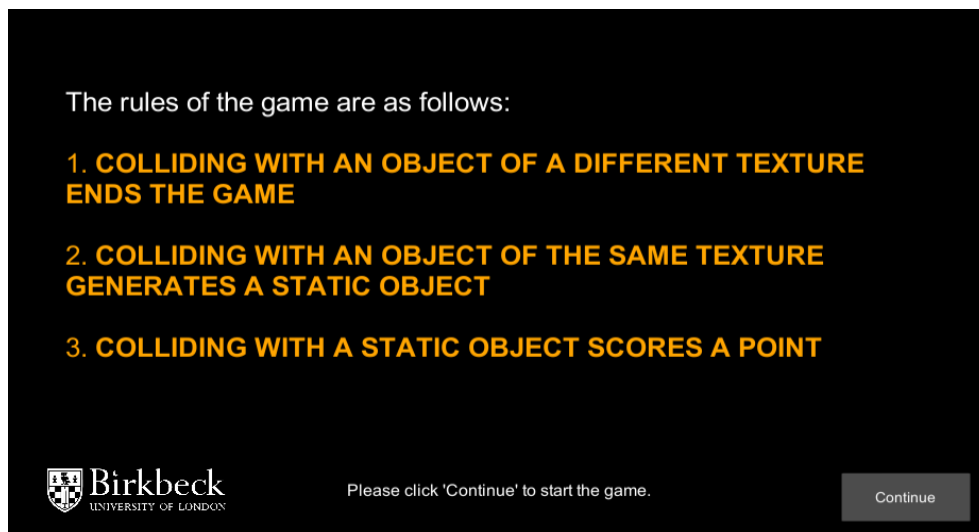 The rules of the game are as follows:
1. COLLIDING WITH AN OBJECT OF A DIFFERENT TEXTURE
ENDS THE GAME
2. COLLIDING WITH AN OBJECT OF THE SAME TEXTURE
GENERATES A STATIC OBJECT
3. COLLIDING WITH A STATIC OBJECT SCORES A POINT
Birkbeck
UNIVERSITY OF LONDON
Please click 'Continue' to start the game.
Continue